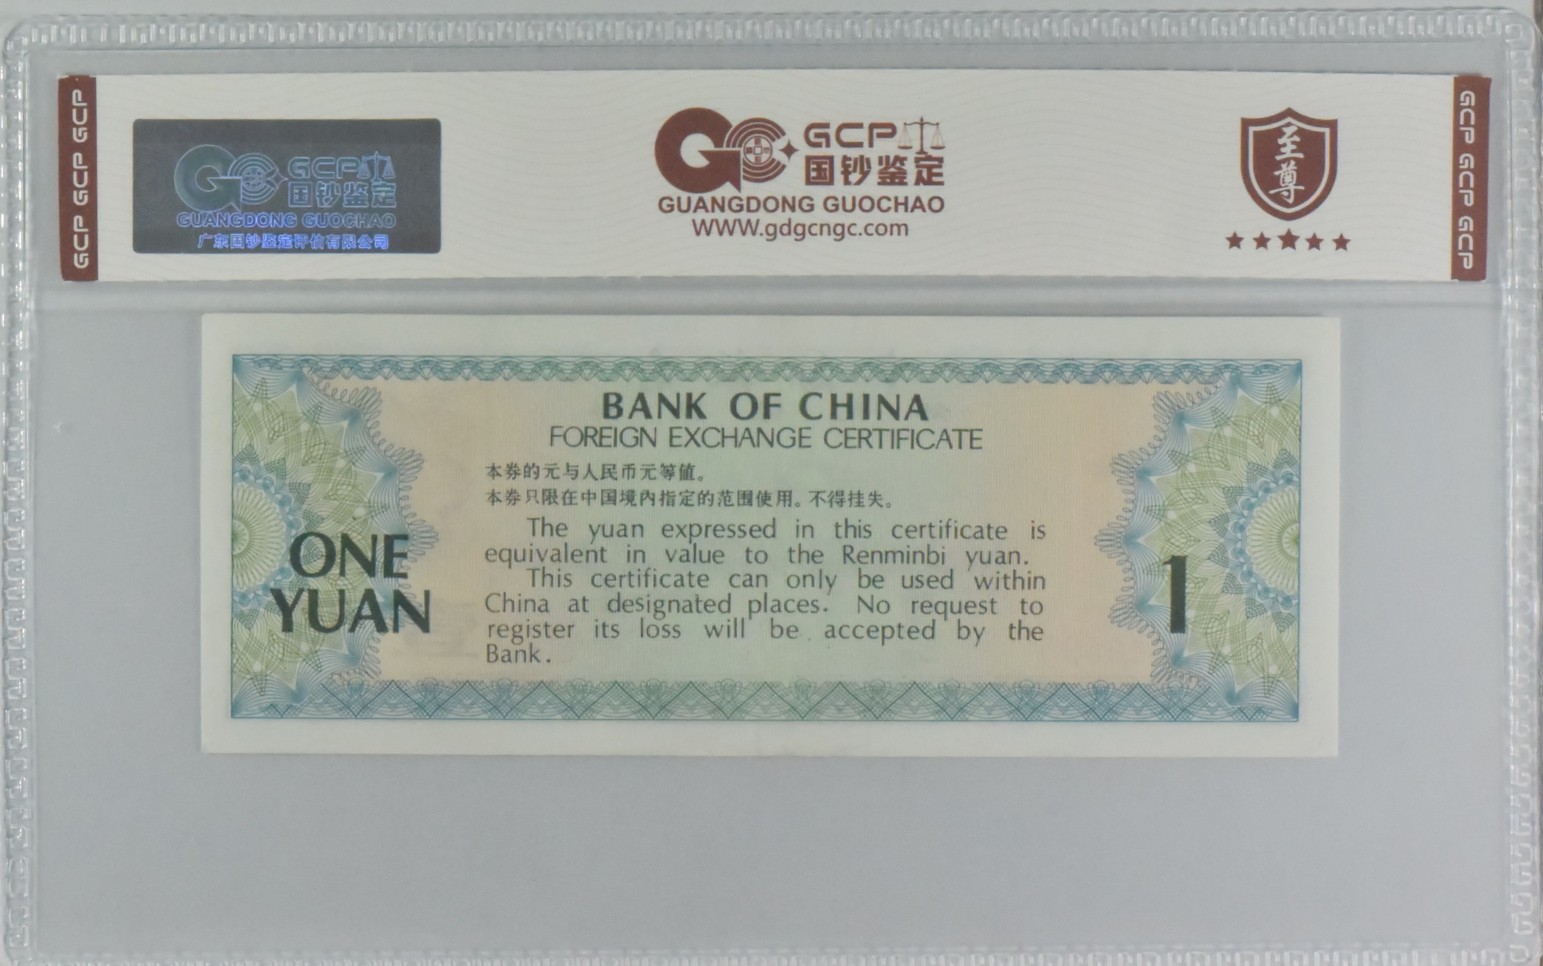 GCP GCP GCP
GCP 国钞鉴定
GUANGDONG GUOCHAO
广东国钞鉴定评估有限公司
GCP
国钞鉴定
GUANGDONG GUOCHAO
www.gdgcngc.com
至尊
GCP GCP GCP
BANK OF CHINA
FOREIGN EXCHANGE CERTIFICATE
本券的元与人民币元等值。
本券只限在中国境内指定的范围使用。不得挂失。
The yuan expressed in this certificate is
equivalent in value to the Renminbi yuan.
This certificate can only be used within
China at designated places. No request to
register its loss will be accepted by the
Bank.
ONE
YUAN
1